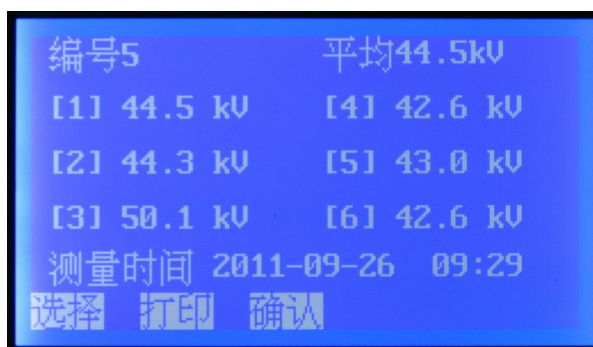 编号5 平均44.5kV
[1] 44.5 kV [4] 42.6 kV
[2] 44.3 kV [5] 43.0 kV
[3] 50.1 kV [6] 42.6 kV
测量时间 2011-09-26 09:29
选择 打印 确认